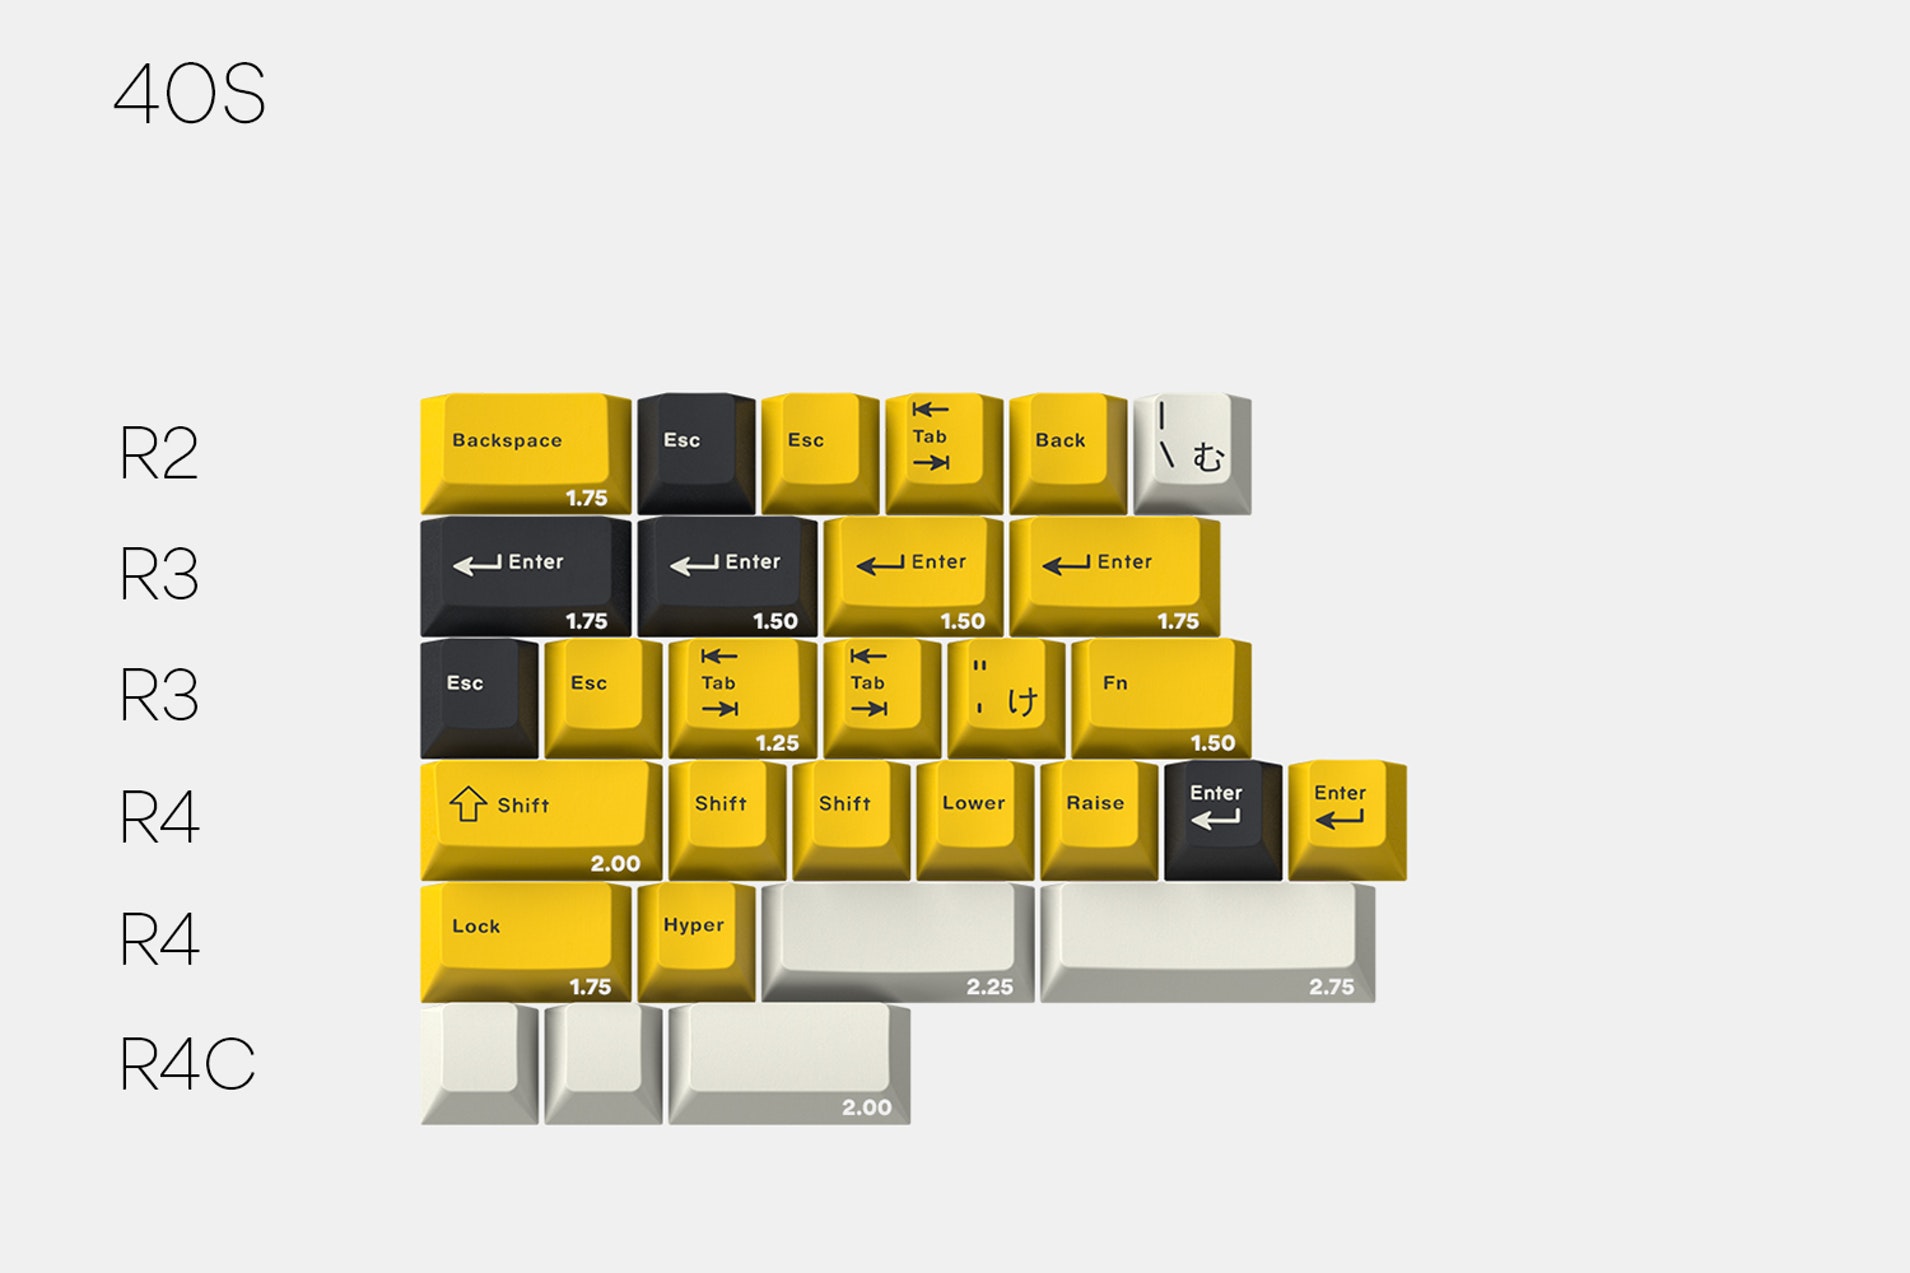 40S
R2
Backspace 1.75
Esc
Esc
Tab
Back
|
\ む
R3
Enter 1.75
Enter 1.50
Enter 1.50
Enter 1.75
R3
Esc
Esc
Tab 1.25
Tab
"
' け
Fn 1.50
R4
Shift 2.00
Shift
Shift
Lower
Raise
Enter
Enter
R4
Lock 1.75
Hyper
2.25
2.75
R4C
2.00